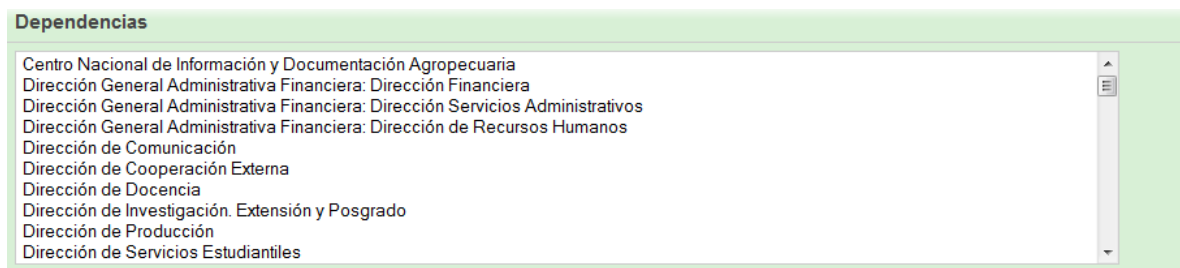 Dependencias
Centro Nacional de Información y Documentación Agropecuaria
Dirección General Administrativa Financiera: Dirección Financiera
Dirección General Administrativa Financiera: Dirección Servicios Administrativos
Dirección General Administrativa Financiera: Dirección de Recursos Humanos
Dirección de Comunicación
Dirección de Cooperación Externa
Dirección de Docencia
Dirección de Investigación. Extensión y Posgrado
Dirección de Producción
Dirección de Servicios Estudiantiles